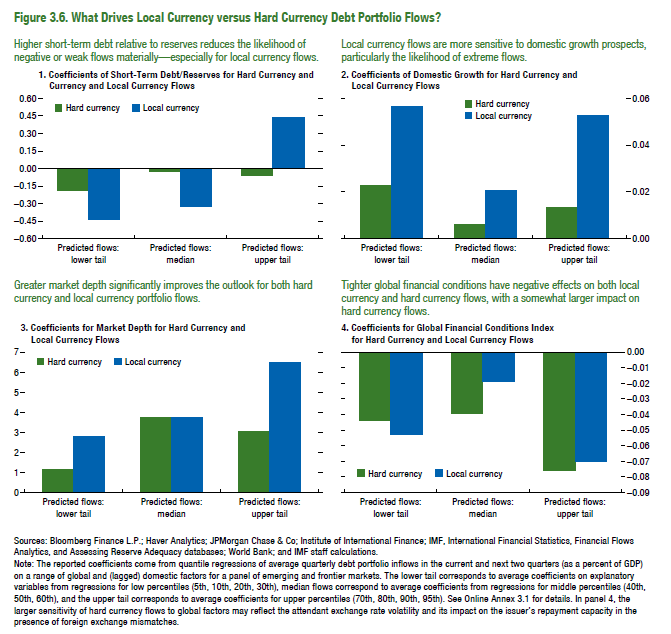 Figure 3.6. What Drives Local Currency versus Hard Currency Debt Portfolio Flows?
Higher short-term debt relative to reserves reduces the likelihood of
negative or weak flows materially—especially for local currency flows.
1. Coefficients of Short-Term Debt/Reserves for Hard Currency and
Currency and Local Currency Flows
Hard currency
Local currency
0.60
0.45
0.30
0.15
0.00
–0.15
–0.30
–0.45
–0.60
Predicted flows:
lower tail
Predicted flows:
median
Predicted flows:
upper tail
Local currency flows are more sensitive to domestic growth prospects,
particularly the likelihood of extreme flows.
2. Coefficients of Domestic Growth for Hard Currency and
Local Currency Flows
Hard currency
Local currency
0.06
0.04
0.02
0.00
Predicted flows:
lower tail
Predicted flows:
median
Predicted flows:
upper tail
Greater market depth significantly improves the outlook for both hard
currency and local currency portfolio flows.
3. Coefficients for Market Depth for Hard Currency and
Local Currency Flows
Hard currency
Local currency
7
6
5
4
3
2
1
0
Predicted flows:
lower tail
Predicted flows:
median
Predicted flows:
upper tail
Tighter global financial conditions have negative effects on both local
currency and hard currency flows, with a somewhat larger impact on
hard currency flows.
4. Coefficients for Global Financial Conditions Index
for Hard Currency and Local Currency Flows
0.00
–0.01
–0.02
–0.03
–0.04
–0.05
–0.06
–0.07
–0.08
–0.09
Hard currency
Local currency
Predicted flows:
lower tail
Predicted flows:
median
Predicted flows:
upper tail
Sources: Bloomberg Finance L.P.; Haver Analytics; JPMorgan Chase & Co; Institute of International Finance; IMF, International Financial Statistics, Financial Flows
Analytics, and Assessing Reserve Adequacy databases; World Bank; and IMF staff calculations.
Note: The reported coefficients come from quantile regressions of average quarterly debt portfolio inflows in the current and next two quarters (as a percent of GDP)
on a range of global and (lagged) domestic factors for a panel of emerging and frontier markets. The lower tail corresponds to average coefficients on explanatory
variables from regressions for low percentiles (5th, 10th, 20th, 30th), median flows correspond to average coefficients from regressions for middle percentiles (40th,
50th, 60th), and the upper tail corresponds to average coefficients for upper percentiles (70th, 80th, 90th, 95th). See Online Annex 3.1 for details. In panel 4, the
larger sensitivity of hard currency flows to global factors may reflect the attendant exchange rate volatility and its impact on the issuer's repayment capacity in the
presence of foreign exchange mismatches.